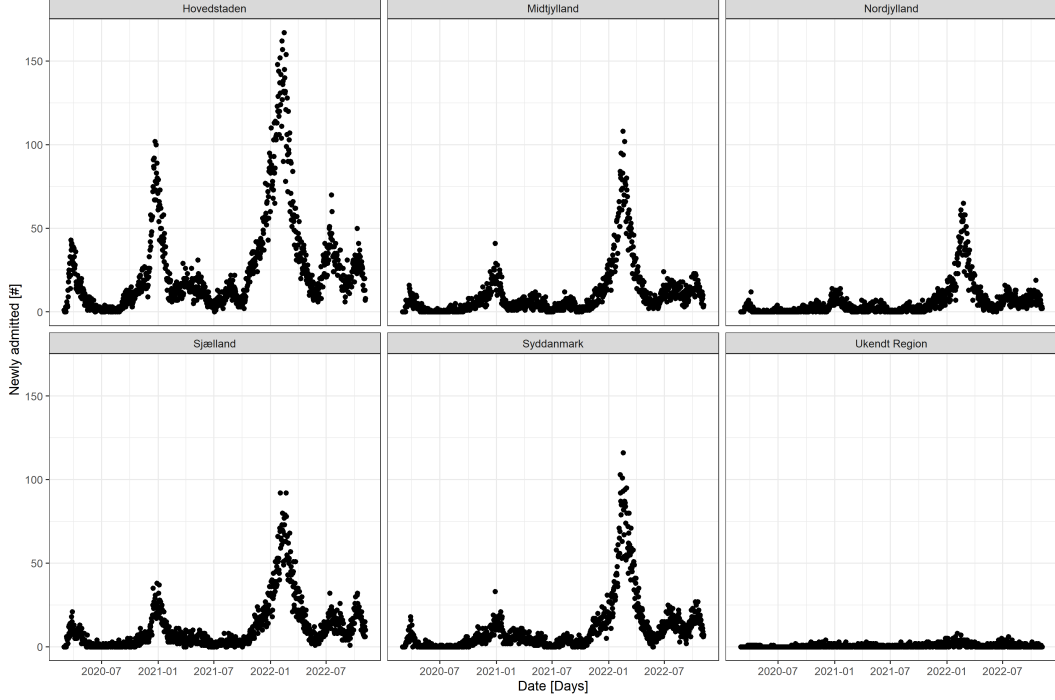 Hovedstaden
Midtjylland
Nordjylland
150
100
50
0
Sjælland
Syddanmark
Ukendt Region
150
100
50
0
2020-07 2021-01 2021-07 2022-01 2022-07
2020-07 2021-01 2021-07 2022-01 2022-07
2020-07 2021-01 2021-07 2022-01 2022-07
Newly admitted [#]
Date [Days]